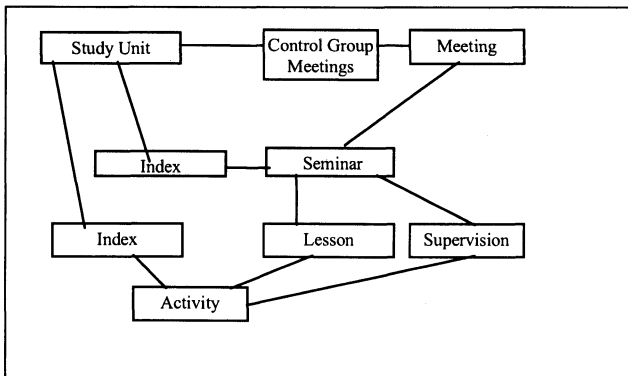 Study Unit
Control Group
Meetings
Meeting
Index
Seminar
Index
Lesson
Supervision
Activity